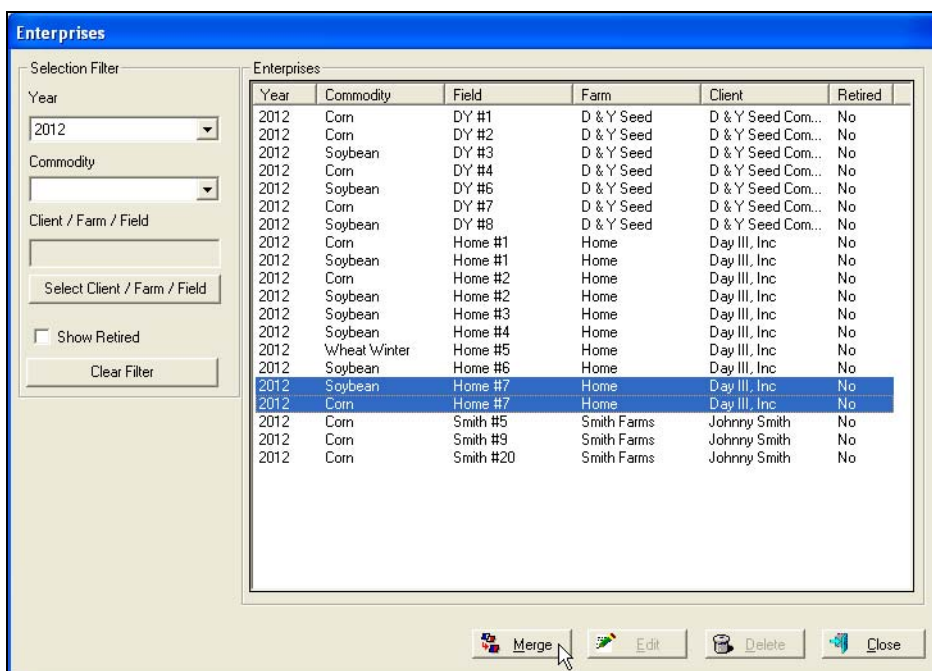 Enterprises
Selection Filter
Year
2012
Commodity
Client / Farm / Field
Select Client / Farm / Field
Show Retired
Clear Filter
Enterprises
Year Commodity Field Farm Client Retired
2012 Corn DY #1 D & Y Seed D & Y Seed Com... No
2012 Corn DY #2 D & Y Seed D & Y Seed Com... No
2012 Soybean DY #3 D & Y Seed D & Y Seed Com... No
2012 Corn DY #4 D & Y Seed D & Y Seed Com... No
2012 Soybean DY #6 D & Y Seed D & Y Seed Com... No
2012 Corn DY #7 D & Y Seed D & Y Seed Com... No
2012 Soybean DY #8 D & Y Seed D & Y Seed Com... No
2012 Corn Home #1 Home Day III, Inc No
2012 Soybean Home #1 Home Day III, Inc No
2012 Corn Home #2 Home Day III, Inc No
2012 Soybean Home #2 Home Day III, Inc No
2012 Soybean Home #3 Home Day III, Inc No
2012 Soybean Home #4 Home Day III, Inc No
2012 Wheat Winter Home #5 Home Day III, Inc No
2012 Soybean Home #6 Home Day III, Inc No
2012 Soybean Home #7 Home Day III, Inc No
2012 Corn Home #7 Home Day III, Inc No
2012 Corn Smith #5 Smith Farms Johnny Smith No
2012 Corn Smith #9 Smith Farms Johnny Smith No
2012 Corn Smith #20 Smith Farms Johnny Smith No
Merge Edit Delete Close